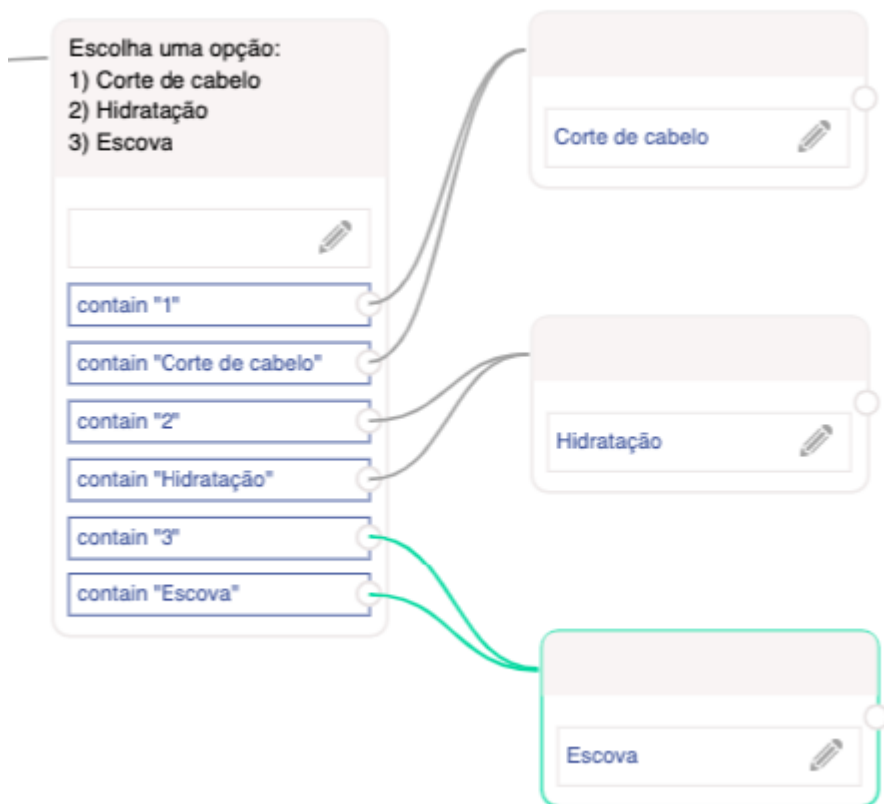 Escolha uma opção:
1) Corte de cabelo
2) Hidratação
3) Escova
contain "1"
contain "Corte de cabelo"
contain "2"
contain "Hidratação"
contain "3"
contain "Escova"
Corte de cabelo
Hidratação
Escova